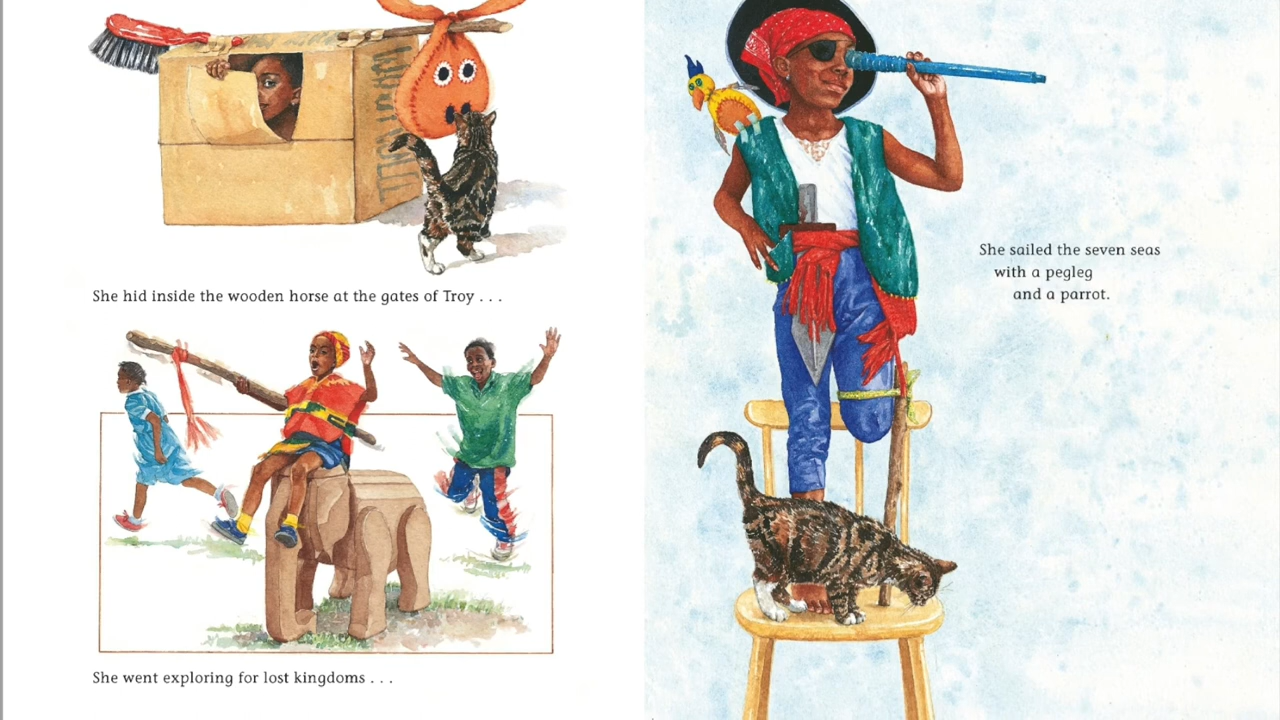 She hid inside the wooden horse at the gates of Troy . . .
She went exploring for lost kingdoms . . .
She sailed the seven seas
with a pegleg
and a parrot.